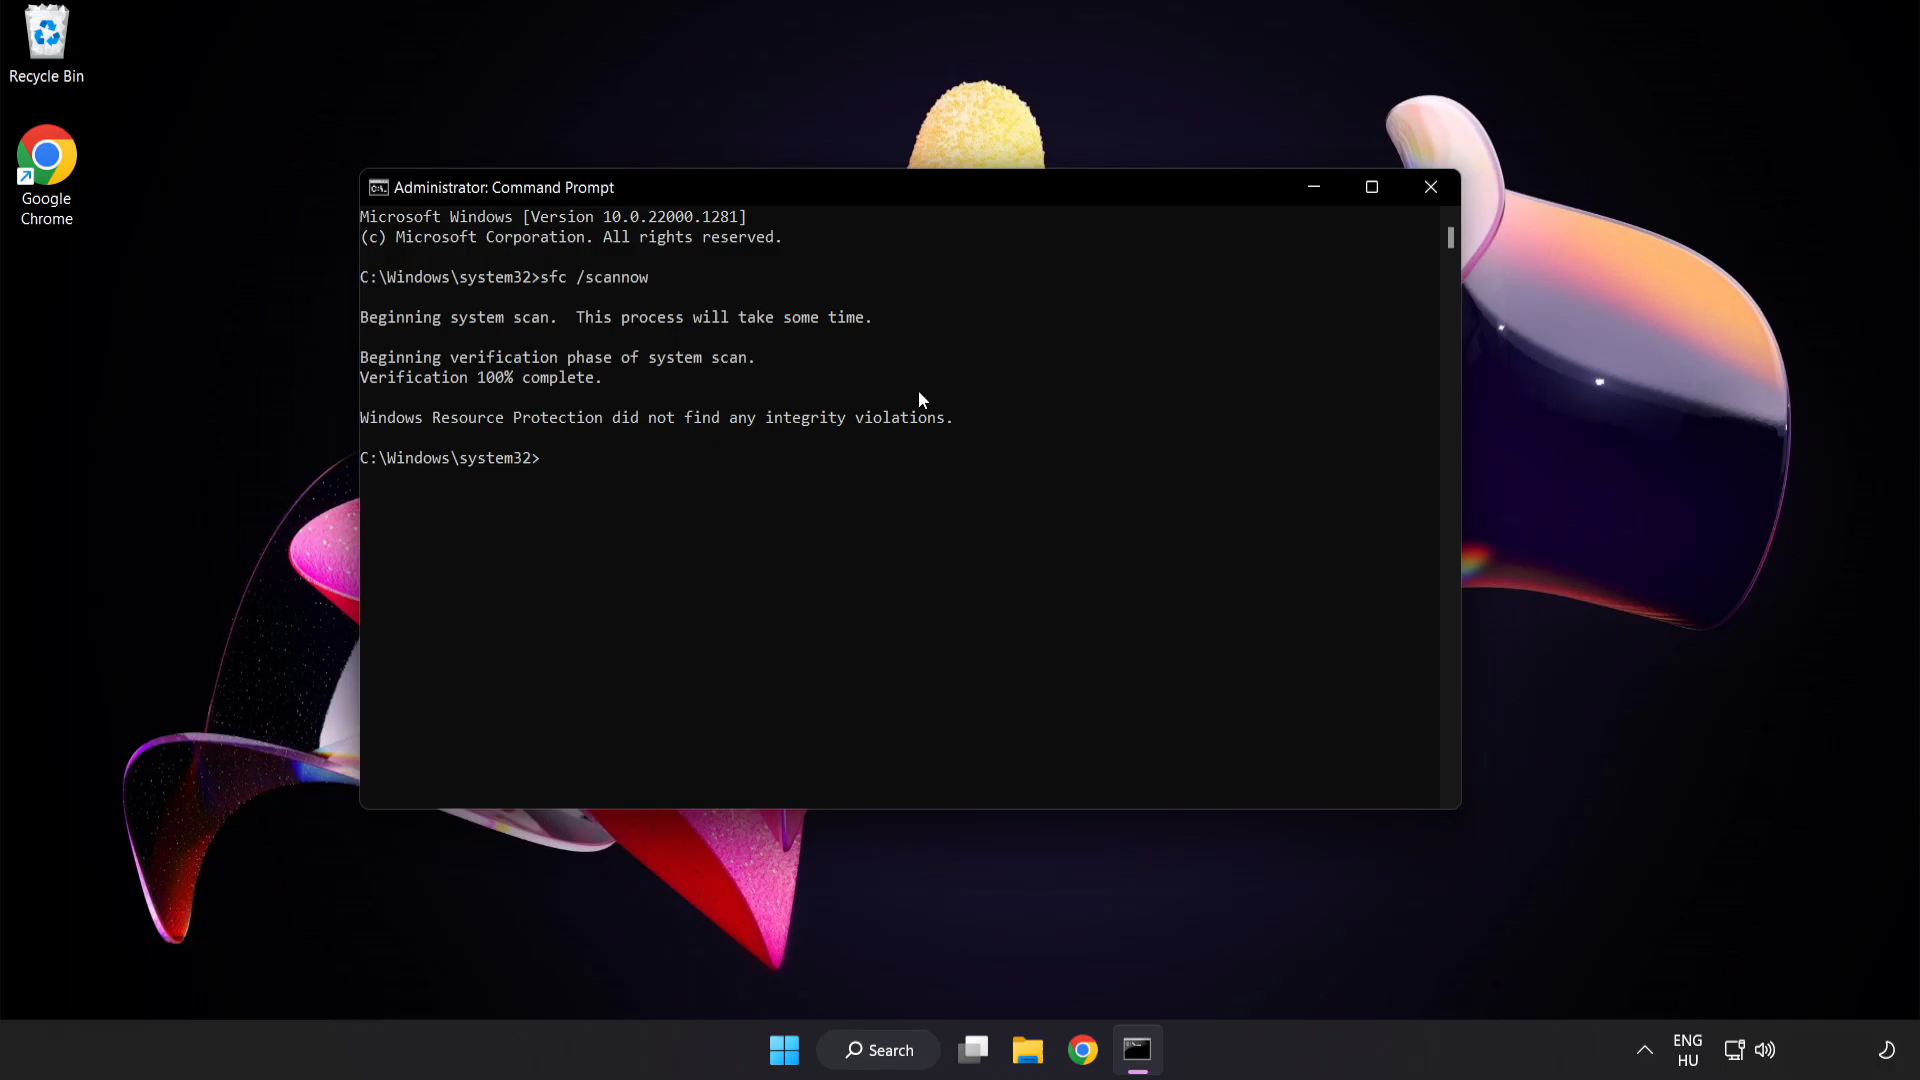 Recycle Bin
Google
Chrome
Administrator: Command Prompt
Microsoft Windows [Version 10.0.22000.1281]
(c) Microsoft Corporation. All rights reserved.
C:\Windows\system32>sfc /scannow
Beginning system scan.  This process will take some time.
Beginning verification phase of system scan.
Verification 100% complete.
Windows Resource Protection did not find any integrity violations.
C:\Windows\system32>
Search
ENG
HU